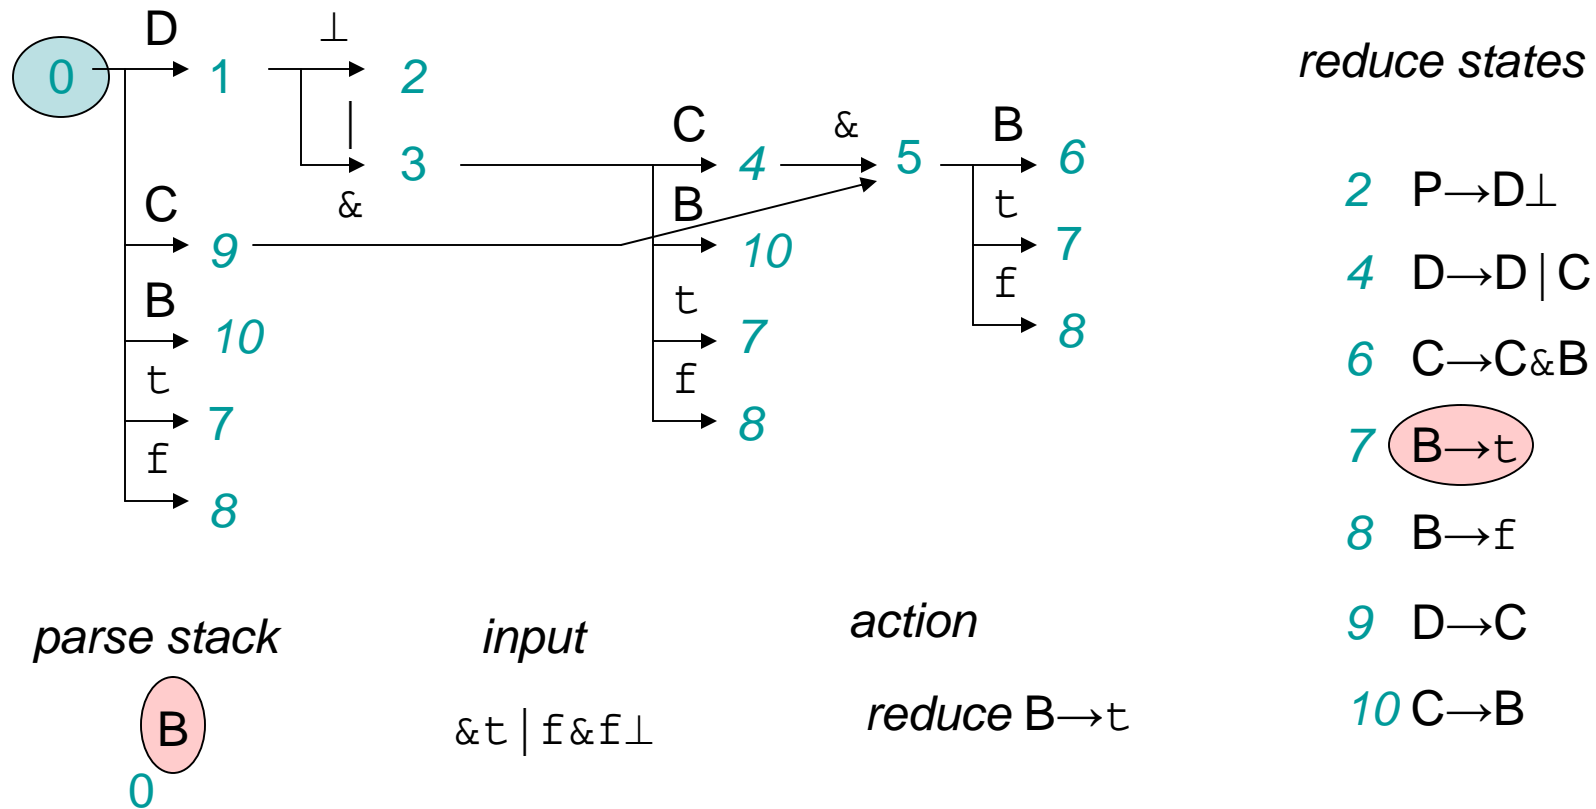 D ⊥
0 1 2
reduce states
| C & B
3 4 5 6
& B t
2 P→D⊥
C
9 10 7
4 D→D|C
B t f
10 7 8
6 C→C&B
t f
7 8
7 B→t
f
8
8 B→f
parse stack input action
9 D→C
B &t|f&f⊥ reduce B→t
10 C→B
0